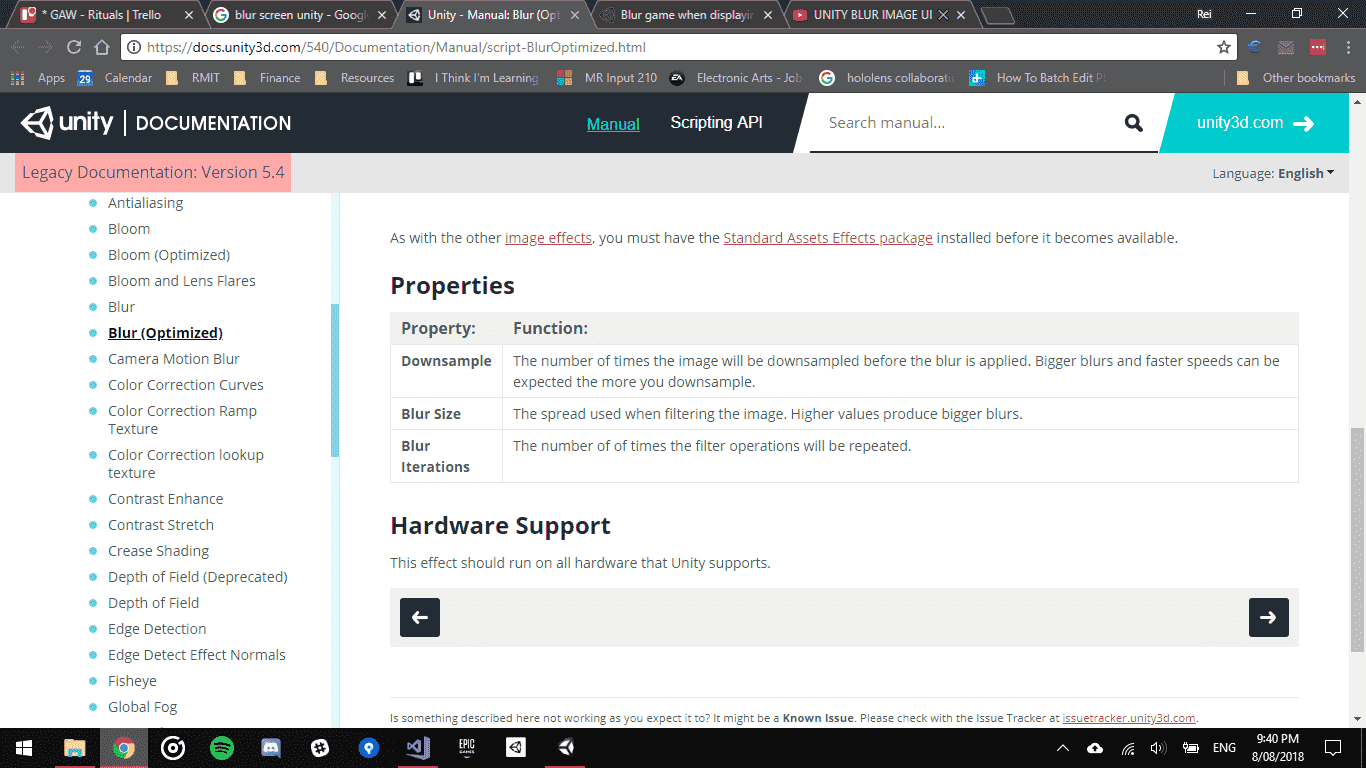 * GAW - Rituals | Trello
blur screen unity - Googl
Unity - Manual: Blur (Opt
Blur game when displayin
UNITY BLUR IMAGE UI
Rei
https://docs.unity3d.com/540/Documentation/Manual/script-BlurOptimized.html
Apps
29
Calendar
RMIT
Finance
Resources
I Think I'm Learning
MR Input 210
EA
Electronic Arts - Job
hololens collaborati
How To Batch Edit P
Other bookmarks
unity | DOCUMENTATION
Manual
Scripting API
Search manual...
unity3d.com
Legacy Documentation: Version 5.4
Language: English
Antialiasing
Bloom
Bloom (Optimized)
Bloom and Lens Flares
Blur
Blur (Optimized)
Camera Motion Blur
Color Correction Curves
Color Correction Ramp
Texture
Color Correction lookup
texture
Contrast Enhance
Contrast Stretch
Crease Shading
Depth of Field (Deprecated)
Depth of Field
Edge Detection
Edge Detect Effect Normals
Fisheye
Global Fog
As with the other image effects, you must have the Standard Assets Effects package installed before it becomes available.
Properties
Property: Function:
Downsample The number of times the image will be downsampled before the blur is applied. Bigger blurs and faster speeds can be
expected the more you downsample.
Blur Size The spread used when filtering the image. Higher values produce bigger blurs.
Blur The number of of times the filter operations will be repeated.
Iterations
Hardware Support
This effect should run on all hardware that Unity supports.
Is something described here not working as you expect it to? It might be a Known Issue. Please check with the Issue Tracker at issuetracker.unity3d.com.
EPIC
GAMES
ENG
9:40 PM
8/08/2018